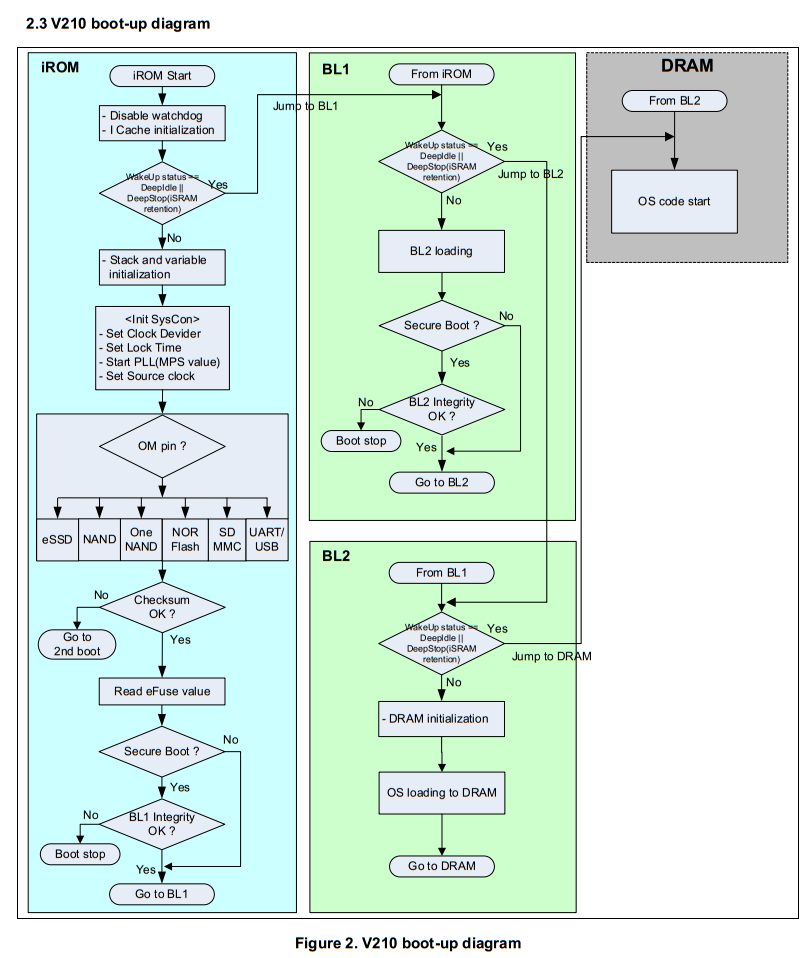 2.3 V210 boot-up diagram
iROM
iROM Start
- Disable watchdog
- I Cache initialization
WakeUp status ==
DeepIdle ||
DeepStop(iSRAM
retention)
Yes
Jump to BL1
No
- Stack and variable
initialization
<Init SysCon>
- Set Clock Devider
- Set Lock Time
- Start PLL(MPS value)
- Set Source clock
OM pin ?
eSSD
NAND
One
NAND
NOR
Flash
SD
MMC
UART/
USB
Checksum
OK ?
No
Go to
2nd boot
Yes
Read eFuse value
Secure Boot ?
No
Yes
BL1 Integrity
OK ?
No
Boot stop
Yes
Go to BL1
BL1
From iROM
WakeUp status ==
DeepIdle ||
DeepStop(iSRAM
retention)
Yes
Jump to BL2
No
BL2 loading
Secure Boot ?
No
Yes
BL2 Integrity
OK ?
No
Boot stop
Yes
Go to BL2
BL2
From BL1
WakeUp status ==
DeepIdle ||
DeepStop(iSRAM
retention)
Yes
Jump to DRAM
No
- DRAM initialization
OS loading to DRAM
Go to DRAM
DRAM
From BL2
OS code start
Figure 2. V210 boot-up diagram